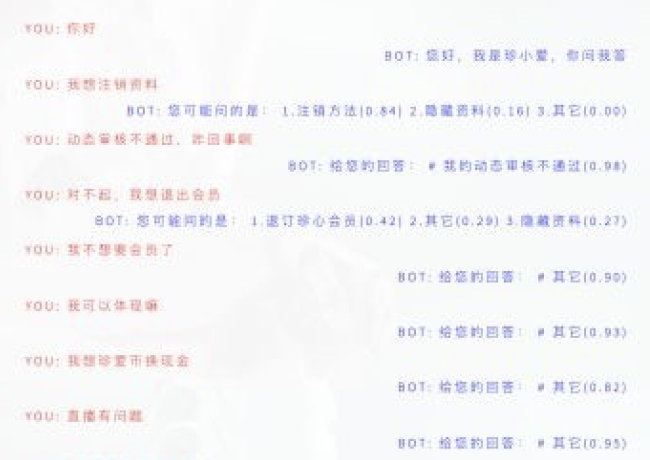 YOU: 你好
BOT: 您好，我是珍小爱，你问我答
YOU: 我想注销资料
BOT: 您可能问的是： 1.注销方法(0.84) 2.隐藏资料(0.16) 3.其它(0.00)
YOU: 动态审核不通过，咋回事啊
BOT: 给您的回答： # 我的动态审核不通过(0.98)
YOU: 对不起，我想退出会员
BOT: 您可能问的是： 1.退订珍心会员(0.42) 2.其它(0.29) 3.隐藏资料(0.27)
YOU: 我不想要会员了
BOT: 给您的回答： # 其它(0.90)
YOU: 我可以体现嘛
BOT: 给您的回答： # 其它(0.93)
YOU: 我想珍爱币换现金
BOT: 给您的回答： # 其它(0.82)
YOU: 直播有问题
BOT: 给您的回答： # 其它(0.95)